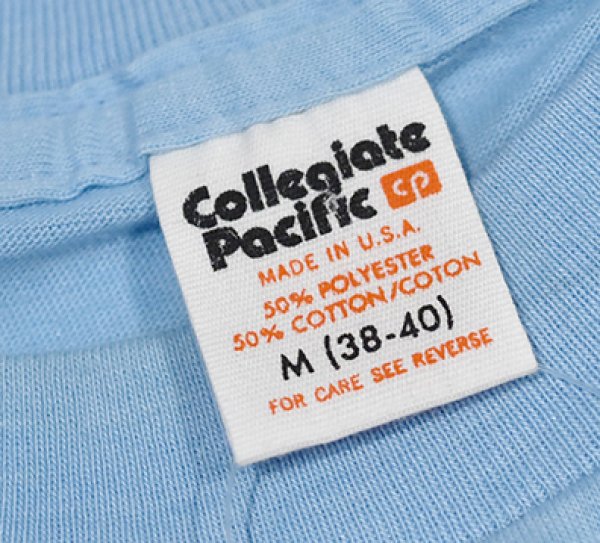 Collegiate
Pacific cp
MADE IN U.S.A.
50% POLYESTER
50% COTTON/COTON
M (38-40)
FOR CARE SEE REVERSE